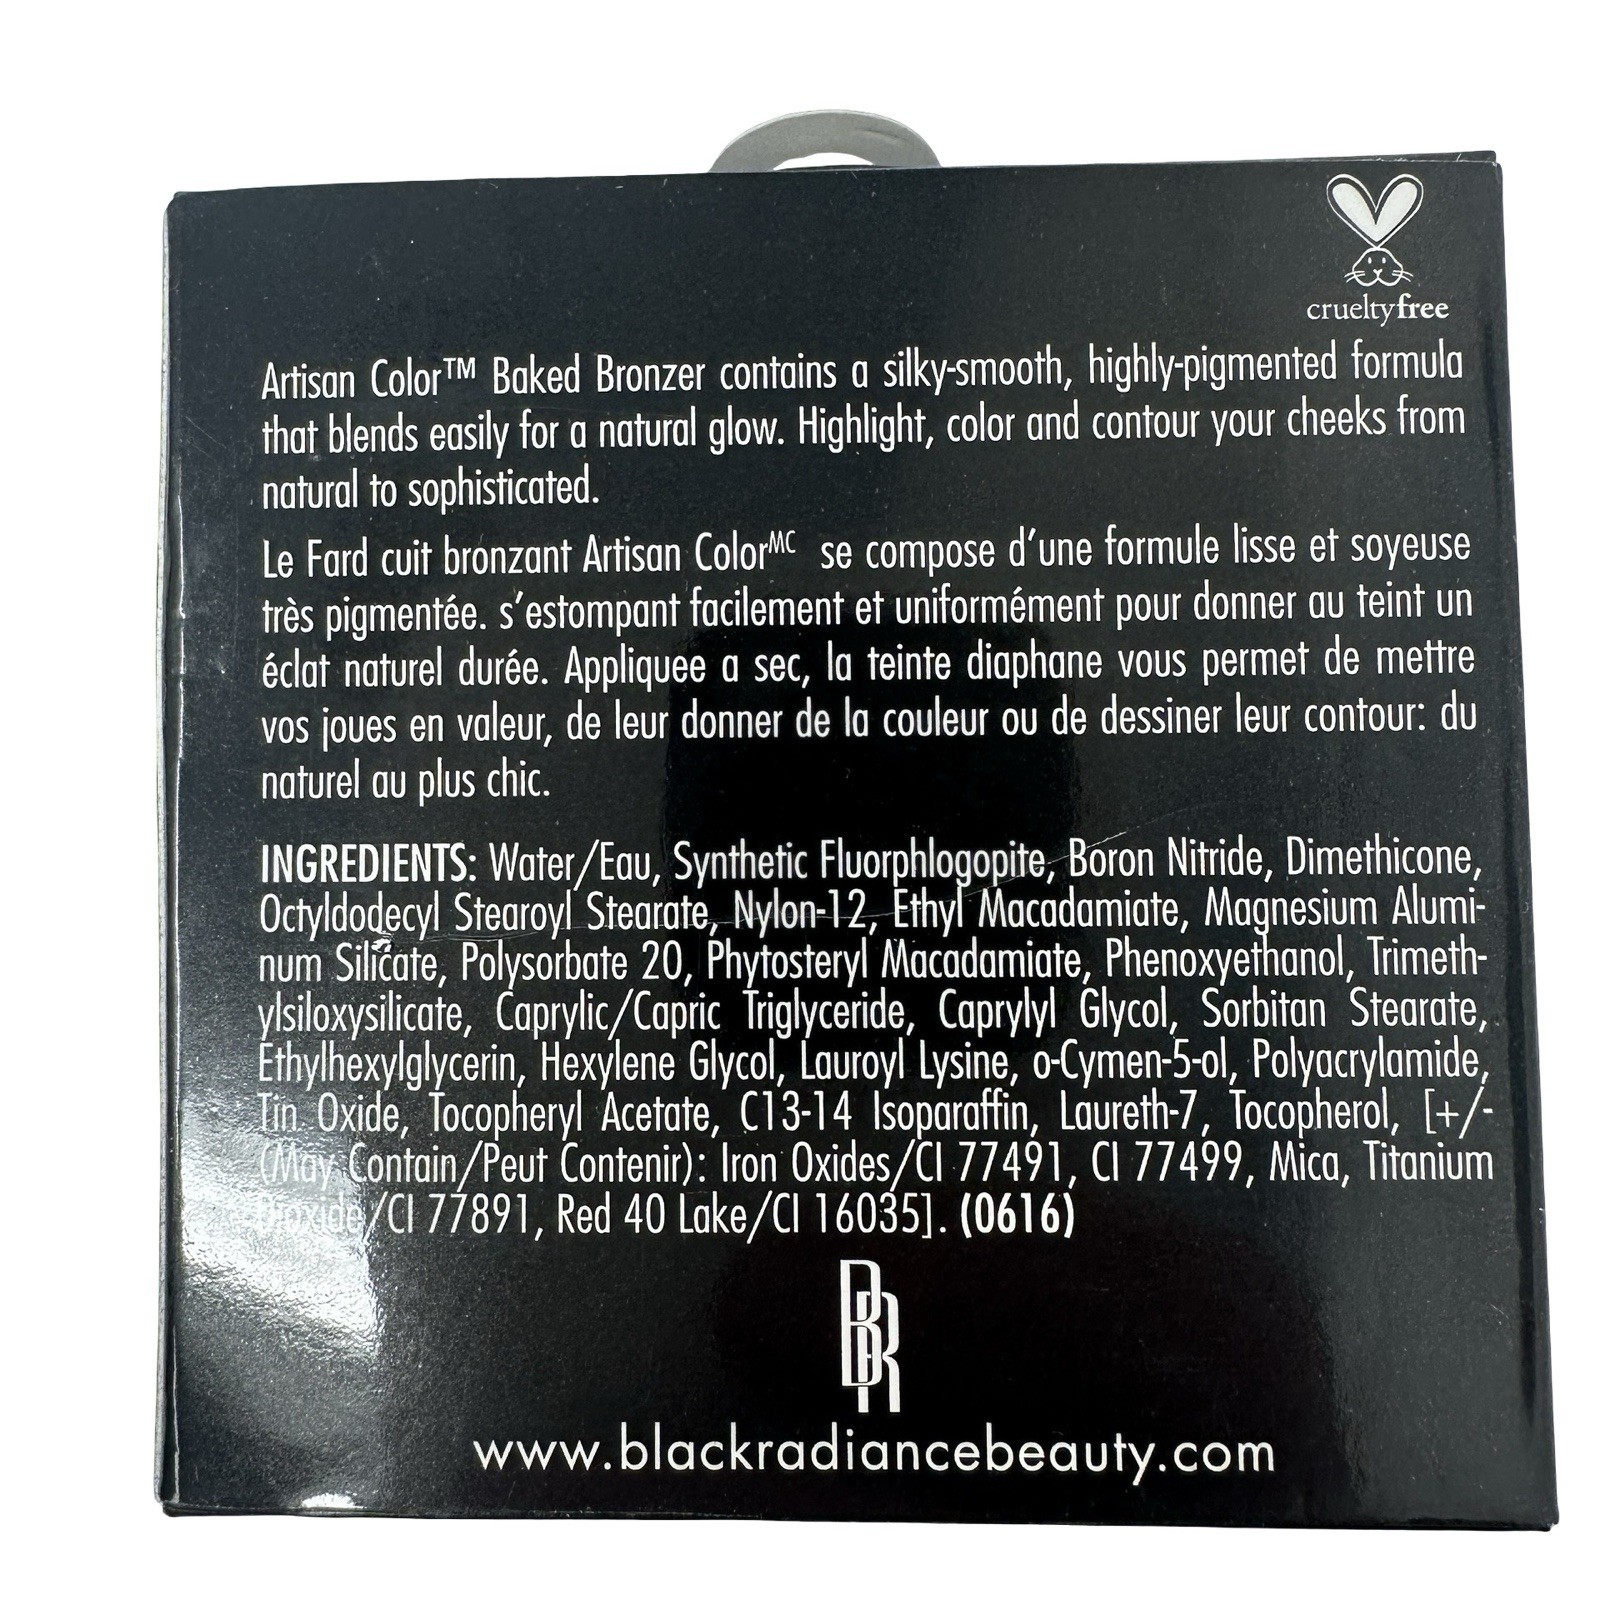 crueltyfree
Artisan Color™ Baked Bronzer contains a silky-smooth, highly-pigmented formula
that blends easily for a natural glow. Highlight, color and contour your cheeks from
natural to sophisticated.
Le Fard cuit bronzant Artisan Colorᴹᶜ se compose d'une formule lisse et soyeuse
très pigmentée. s'estompant facilement et uniformément pour donner au teint un
éclat naturel durée. Appliquee a sec, la teinte diaphane vous permet de mettre
vos joues en valeur, de leur donner de la couleur ou de dessiner leur contour: du
naturel au plus chic.
INGREDIENTS: Water/Eau, Synthetic Fluorphlogopite, Boron Nitride, Dimethicone,
Octyldodecyl Stearoyl Stearate, Nylon-12, Ethyl Macadamiate, Magnesium Alumi-
num Silicate, Polysorbate 20, Phytosteryl Macadamiate, Phenoxyethanol, Trimeth-
ylsiloxysilicate, Caprylic/Capric Triglyceride, Caprylyl Glycol, Sorbitan Stearate,
Ethylhexylglycerin, Hexylene Glycol, Lauroyl Lysine, o-Cymen-5-ol, Polyacrylamide,
Tin Oxide, Tocopheryl Acetate, C13-14 Isoparaffin, Laureth-7, Tocopherol, [+/-
(May Contain/Peut Contenir): Iron Oxides/CI 77491, CI 77499, Mica, Titanium
Dioxide/CI 77891, Red 40 Lake/CI 16035]. (0616)
BR
www.blackradiancebeauty.com